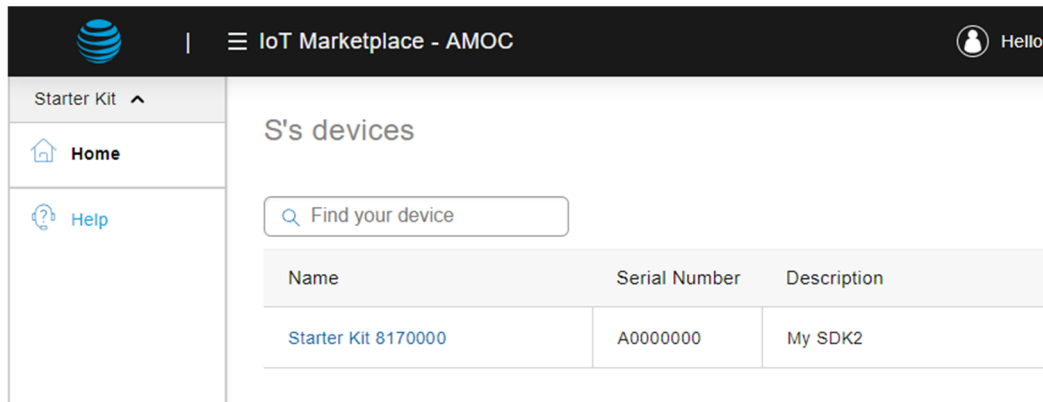 | ☰ IoT Marketplace - AMOC Hello
Starter Kit
Home
Help
S's devices
Find your device
Name Serial Number Description
Starter Kit 8170000 A0000000 My SDK2